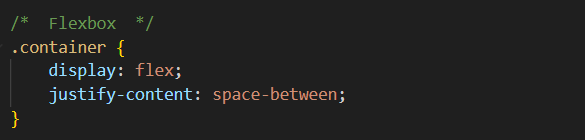 /*  Flexbox  */
.container {
    display: flex;
    justify-content: space-between;
}